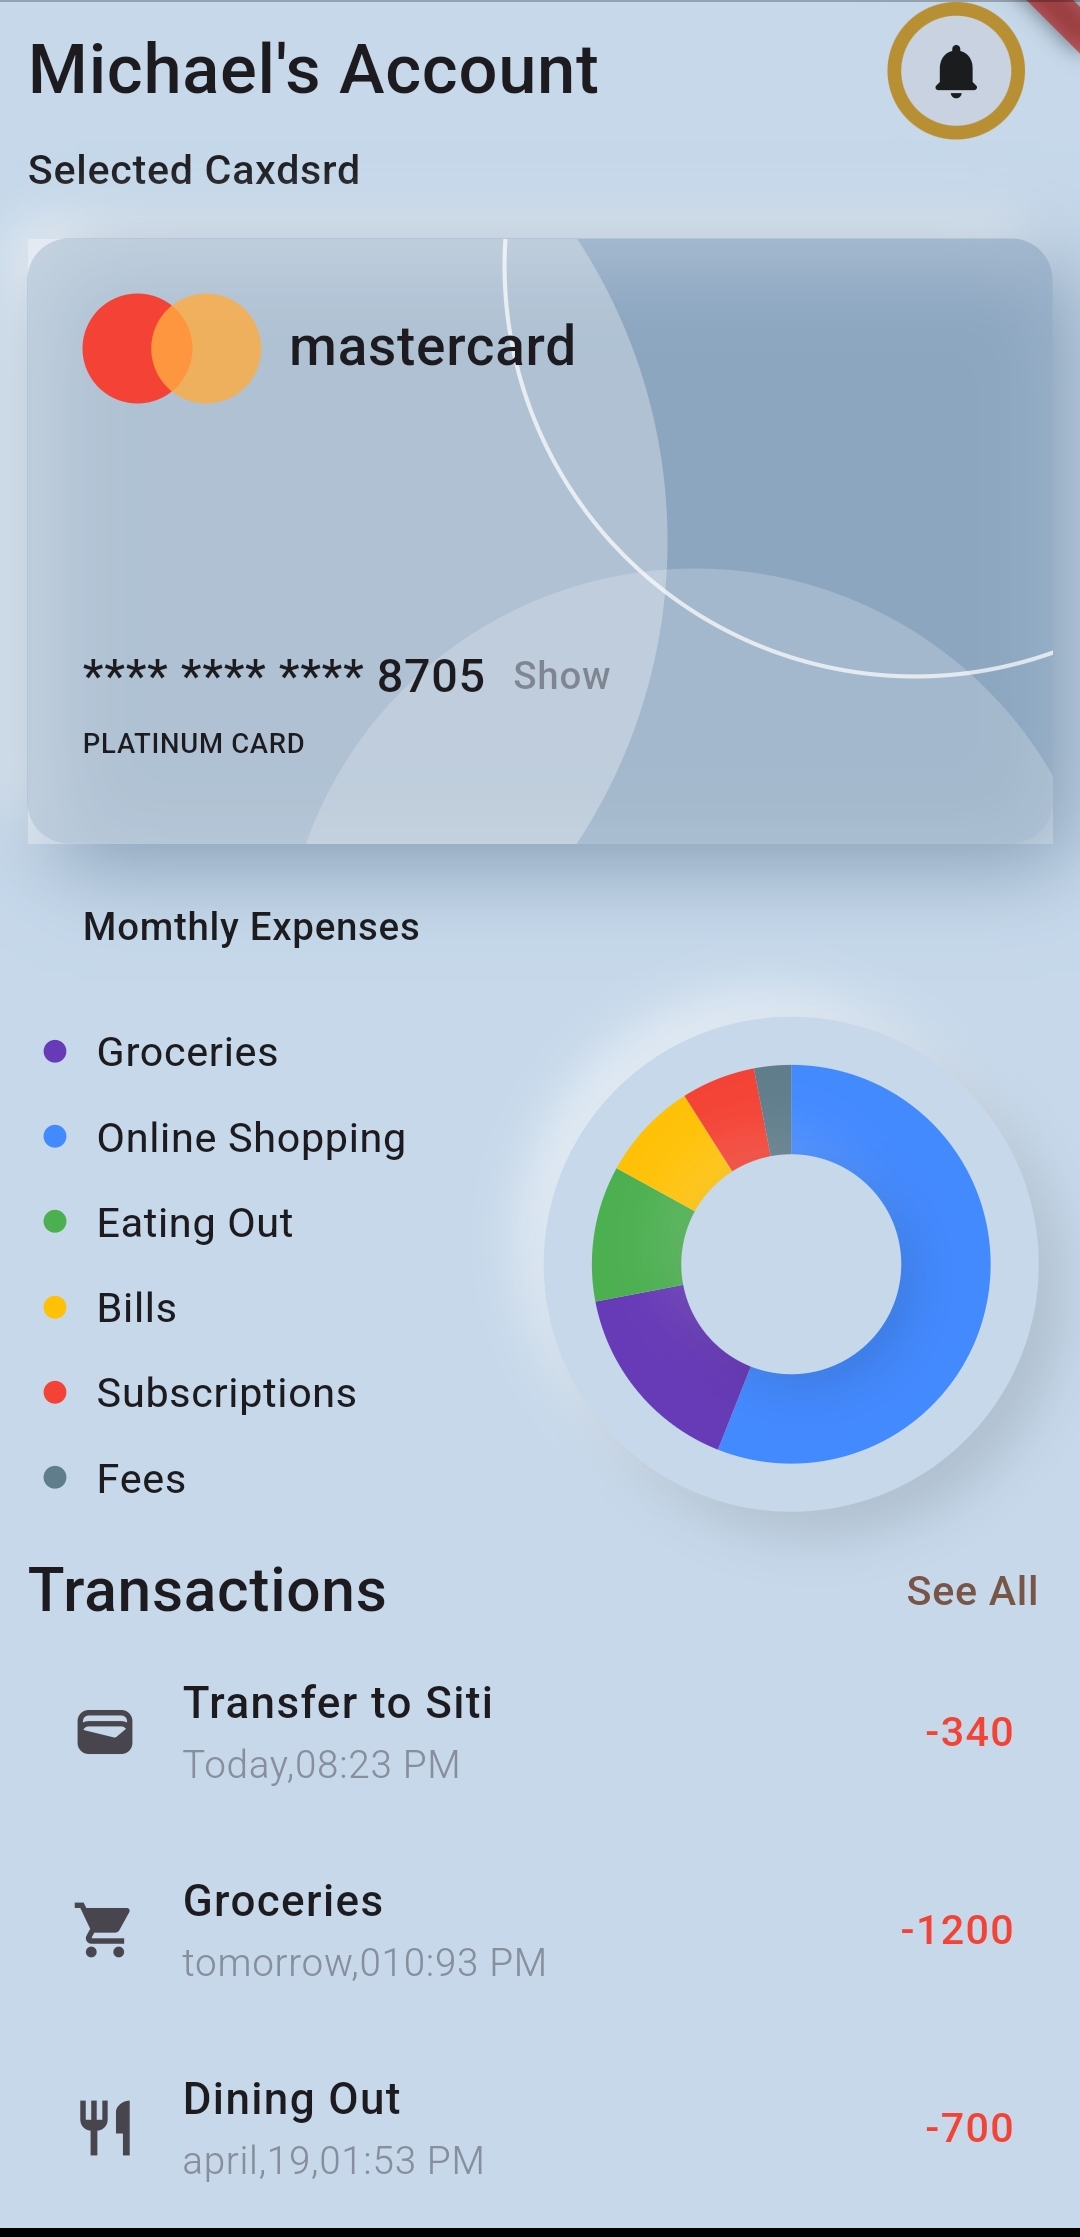 Michael's Account
Selected Caxdsrd
mastercard
**** **** **** 8705 Show
PLATINUM CARD
Momthly Expenses
Groceries
Online Shopping
Eating Out
Bills
Subscriptions
Fees
Transactions See All
Transfer to Siti
Today,08:23 PM
-340
Groceries
tomorrow,010:93 PM
-1200
Dining Out
april,19,01:53 PM
-700